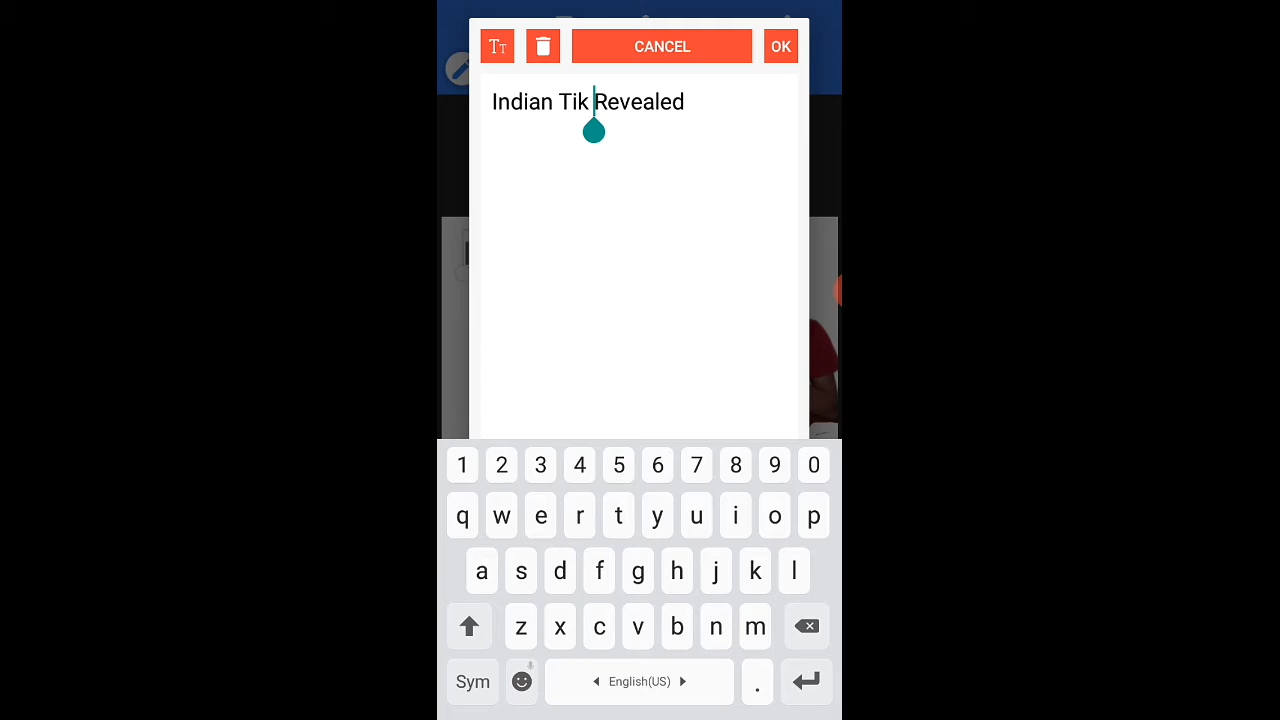 TT CANCEL OK
Indian Tik Revealed
1 2 3 4 5 6 7 8 9 0
q w e r t y u i o p
a s d f g h j k l
z x c v b n m
Sym English(US) .